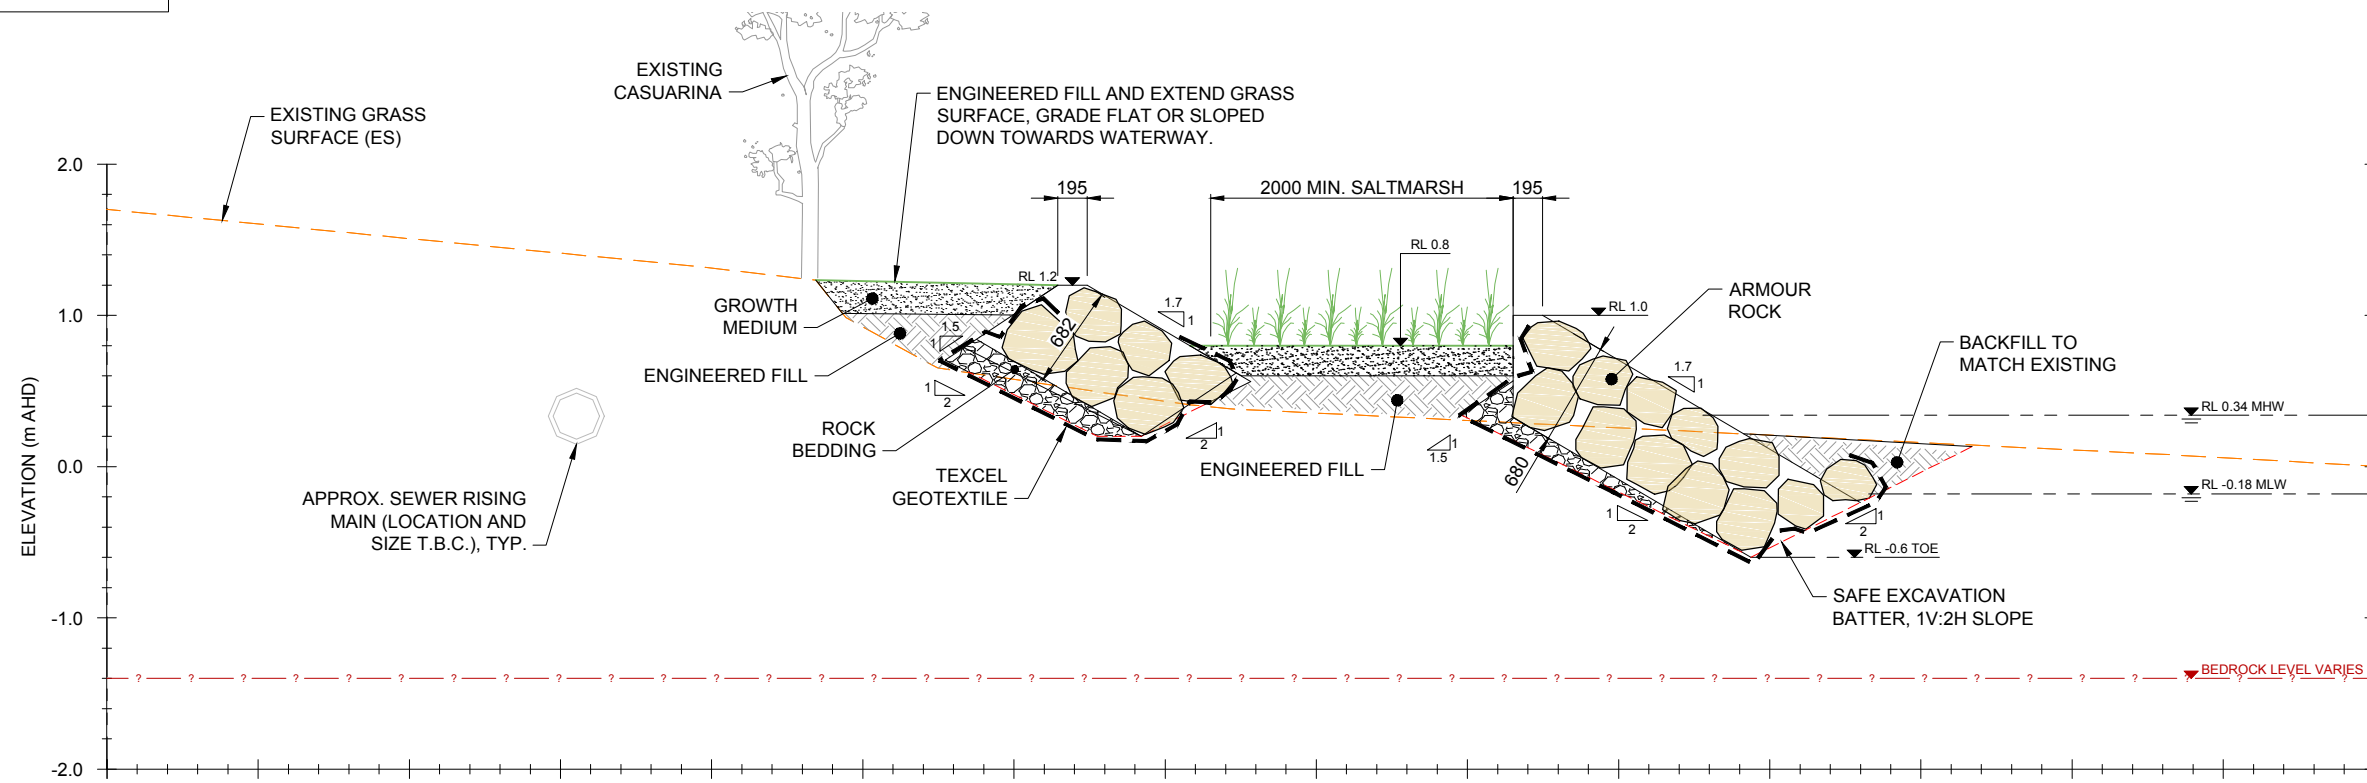 EXISTING
CASUARINA
EXISTING GRASS
SURFACE (ES)
ENGINEERED FILL AND EXTEND GRASS
SURFACE, GRADE FLAT OR SLOPED
DOWN TOWARDS WATERWAY.
2.0
195
2000 MIN. SALTMARSH
195
RL 0.8
RL 1.2
GROWTH
MEDIUM
1.7
1
ARMOUR
ROCK
RL 1.0
1.0
1.5
1
682
BACKFILL TO
MATCH EXISTING
ENGINEERED FILL
1
2
1.7
1
RL 0.34 MHW
ELEVATION (m AHD)
ROCK
BEDDING
1
2
1
1.5
0.0
ENGINEERED FILL
680
TEXCEL
GEOTEXTILE
RL -0.18 MLW
APPROX. SEWER RISING
MAIN (LOCATION AND
SIZE T.B.C.), TYP.
1
2
1
2
RL -0.6 TOE
SAFE EXCAVATION
BATTER, 1V:2H SLOPE
-1.0
BEDROCK LEVEL VARIES
? ? ? ? ? ? ? ? ? ? ? ? ? ? ? ? ? ? ? ? ? ? ?
-2.0